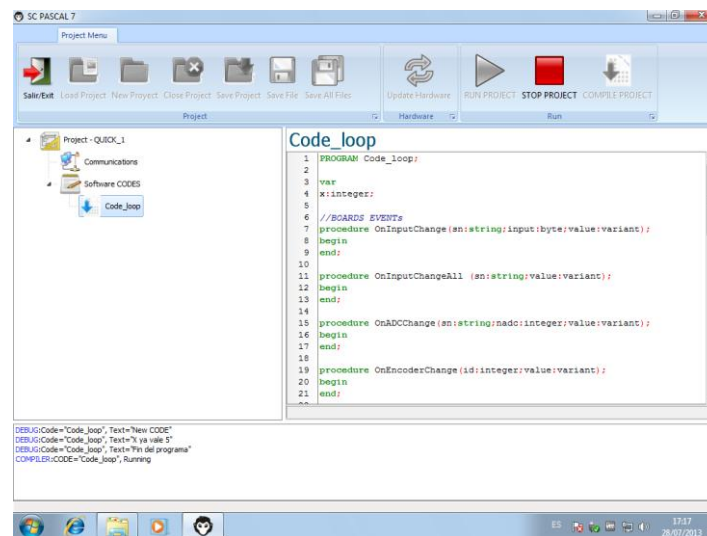 SC PASCAL 7
Project Menu
Salir/Exit Load Project New Proyect Close Project Save Project Save File Save All Files Update Hardware RUN PROJECT STOP PROJECT COMPILE PROJECT
Project Hardware Run
Project - QUICK_1
Communications
Software CODES
Code_loop
Code_loop
1 PROGRAM Code_loop;
2
3 var
4 x:integer;
5
6 //BOARDS EVENTs
7 procedure OnInputChange(sn:string;input:byte;value:variant);
8 begin
9 end;
10
11 procedure OnInputChangeAll (sn:string;value:variant);
12 begin
13 end;
14
15 procedure OnADCChange(sn:string;nadc:integer;value:variant);
16 begin
17 end;
18
19 procedure OnEncoderChange(id:integer;value:variant);
20 begin
21 end;
DEBUG:Code="Code_loop", Text="New CODE"
DEBUG:Code="Code_loop", Text="X ya vale 5"
DEBUG:Code="Code_loop", Text="Fin del programa"
COMPILER:CODE="Code_loop", Running
ES 17:17
28/07/2013